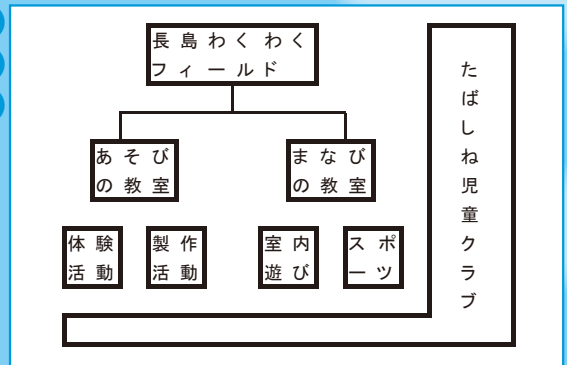 長島わくわく
フィールド
あそび
の教室
まなび
の教室
体験
活動
製作
活動
室内
遊び
スポ
ーツ
たばしね児童クラブ